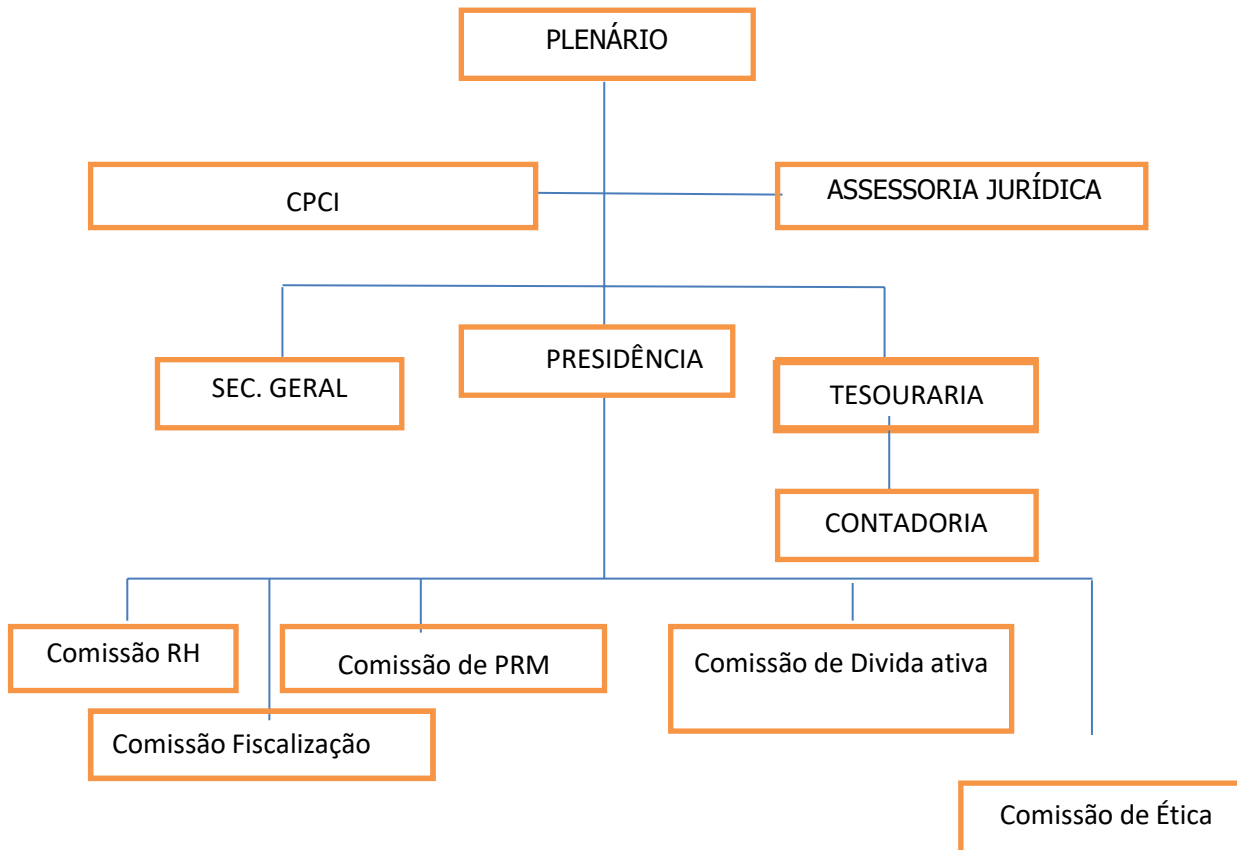 PLENÁRIO
CPCI
ASSESSORIA JURÍDICA
SEC. GERAL
PRESIDÊNCIA
TESOURARIA
CONTADORIA
Comissão RH
Comissão de PRM
Comissão de Divida ativa
Comissão Fiscalização
Comissão de Ética